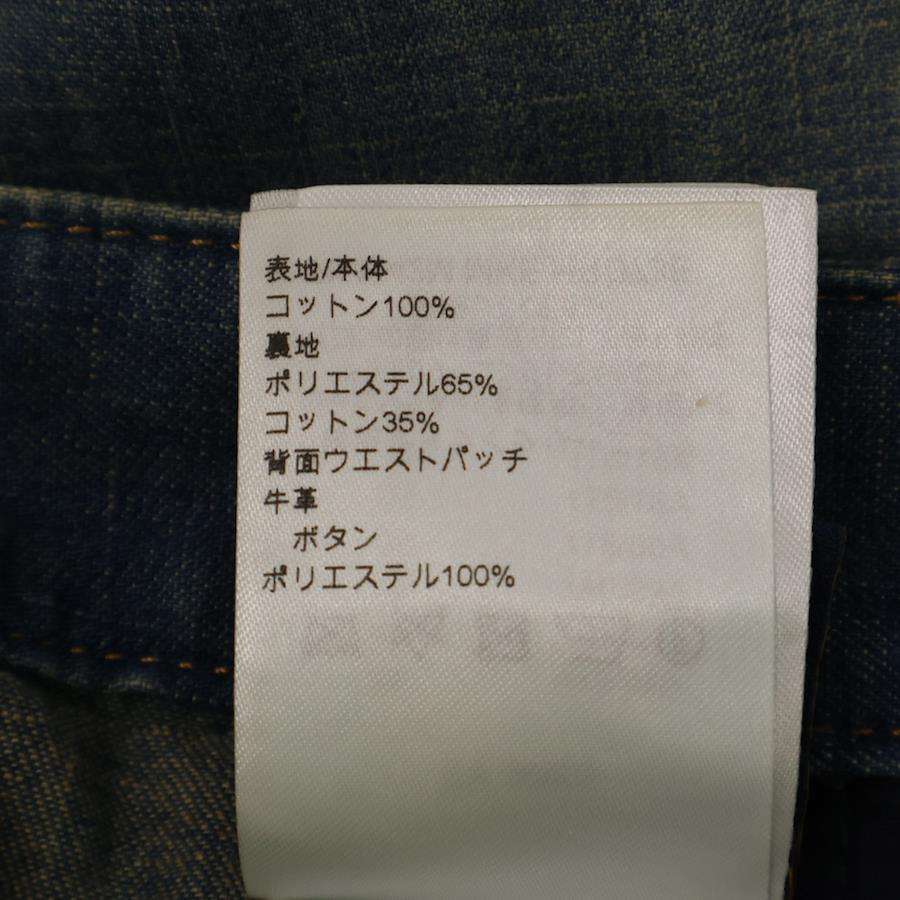 表地/本体
コットン100%
裏地
ポリエステル65%
コットン35%
背面ウエストパッチ
牛革
ボタン
ポリエステル100%